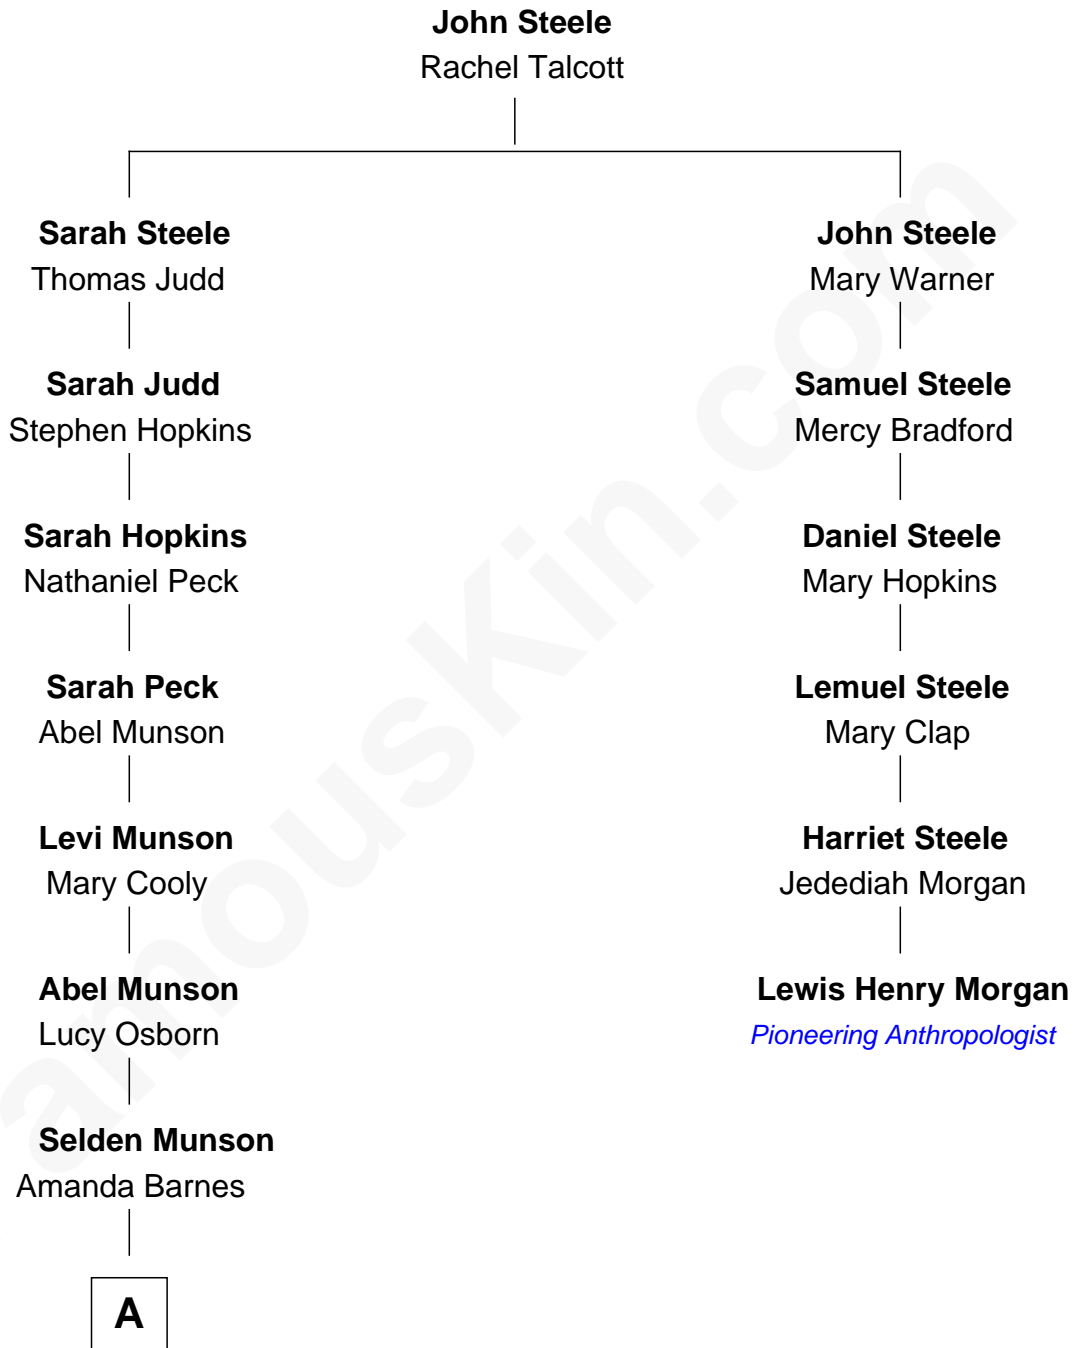 John Steele
Rachel Talcott
Sarah Steele
Thomas Judd
John Steele
Mary Warner
Sarah Judd
Stephen Hopkins
Samuel Steele
Mercy Bradford
Sarah Hopkins
Nathaniel Peck
Daniel Steele
Mary Hopkins
Sarah Peck
Abel Munson
Lemuel Steele
Mary Clap
Levi Munson
Mary Cooly
Harriet Steele
Jedediah Morgan
Abel Munson
Lucy Osborn
Lewis Henry Morgan
Pioneering Anthropologist
Selden Munson
Amanda Barnes
A
amousKin.com